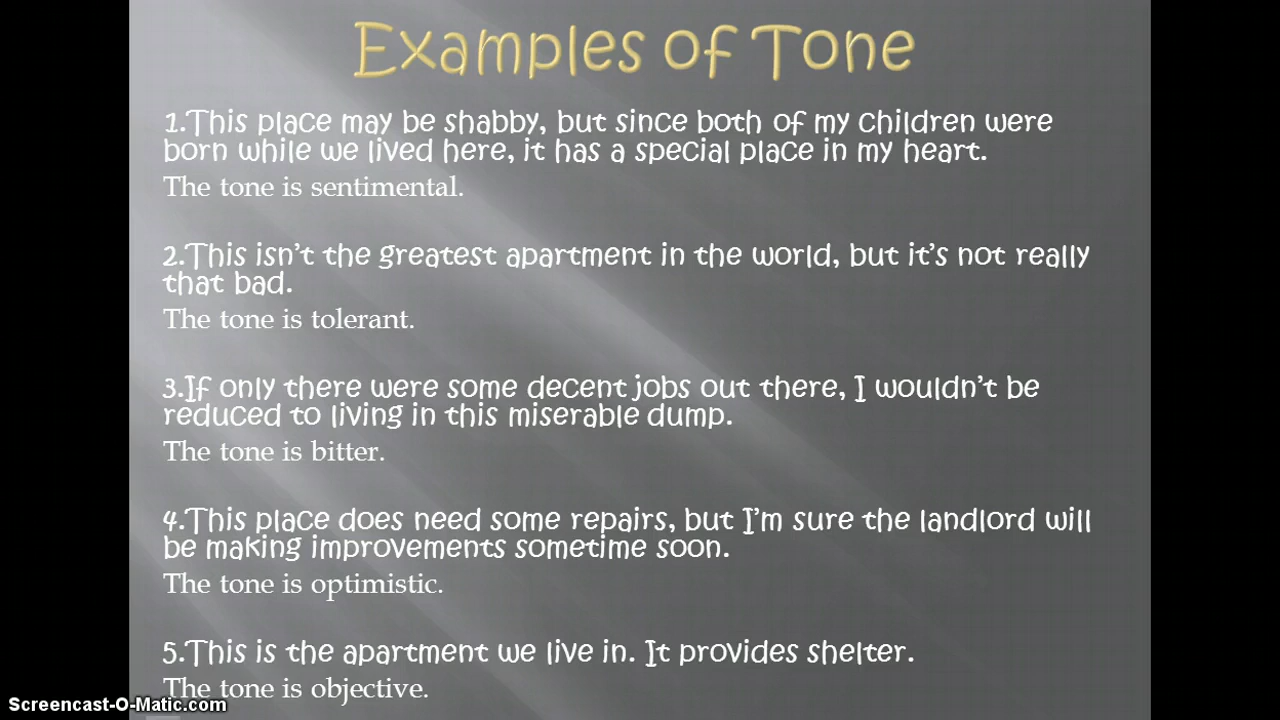 Examples of Tone
1.This place may be shabby, but since both of my children were
born while we lived here, it has a special place in my heart.
The tone is sentimental.
2.This isn't the greatest apartment in the world, but it's not really
that bad.
The tone is tolerant.
3.If only there were some decent jobs out there, I wouldn't be
reduced to living in this miserable dump.
The tone is bitter.
4.This place does need some repairs, but I'm sure the landlord will
be making improvements sometime soon.
The tone is optimistic.
5.This is the apartment we live in. It provides shelter.
The tone is objective.
Screencast-O-Matic.com